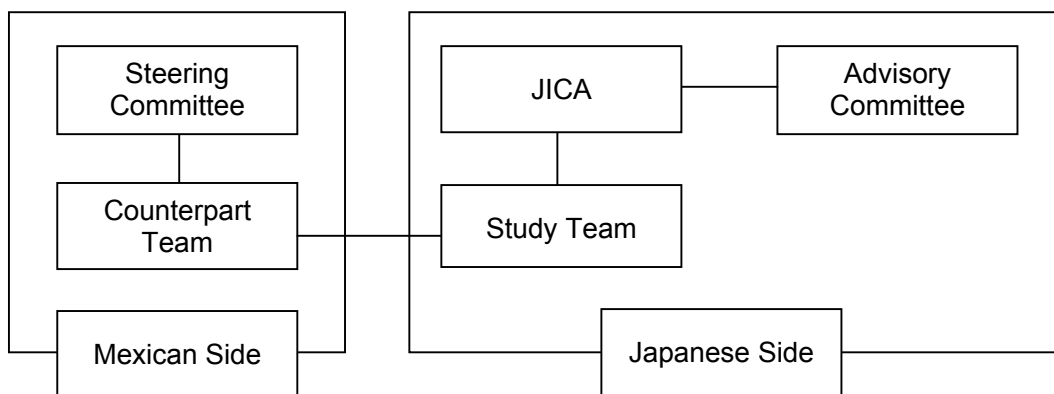 Steering
Committee
JICA
Advisory
Committee
Counterpart
Team
Study Team
Mexican Side
Japanese Side